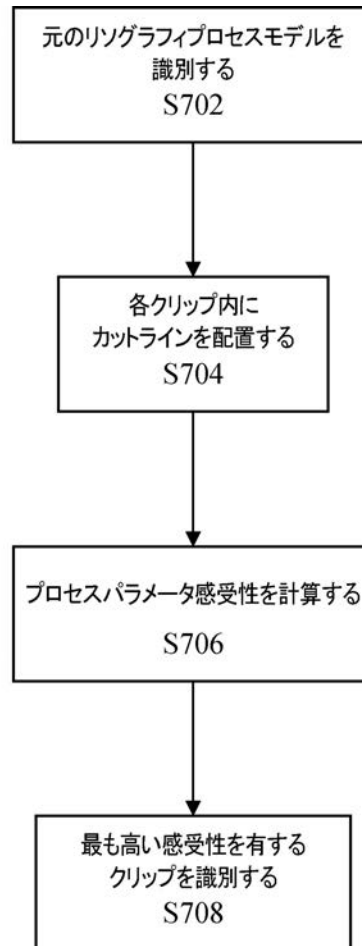 元のリソグラフィプロセスモデルを
識別する
S702
各クリップ内に
カットラインを配置する
S704
プロセスパラメータ感受性を計算する
S706
最も高い感受性を有する
クリップを識別する
S708